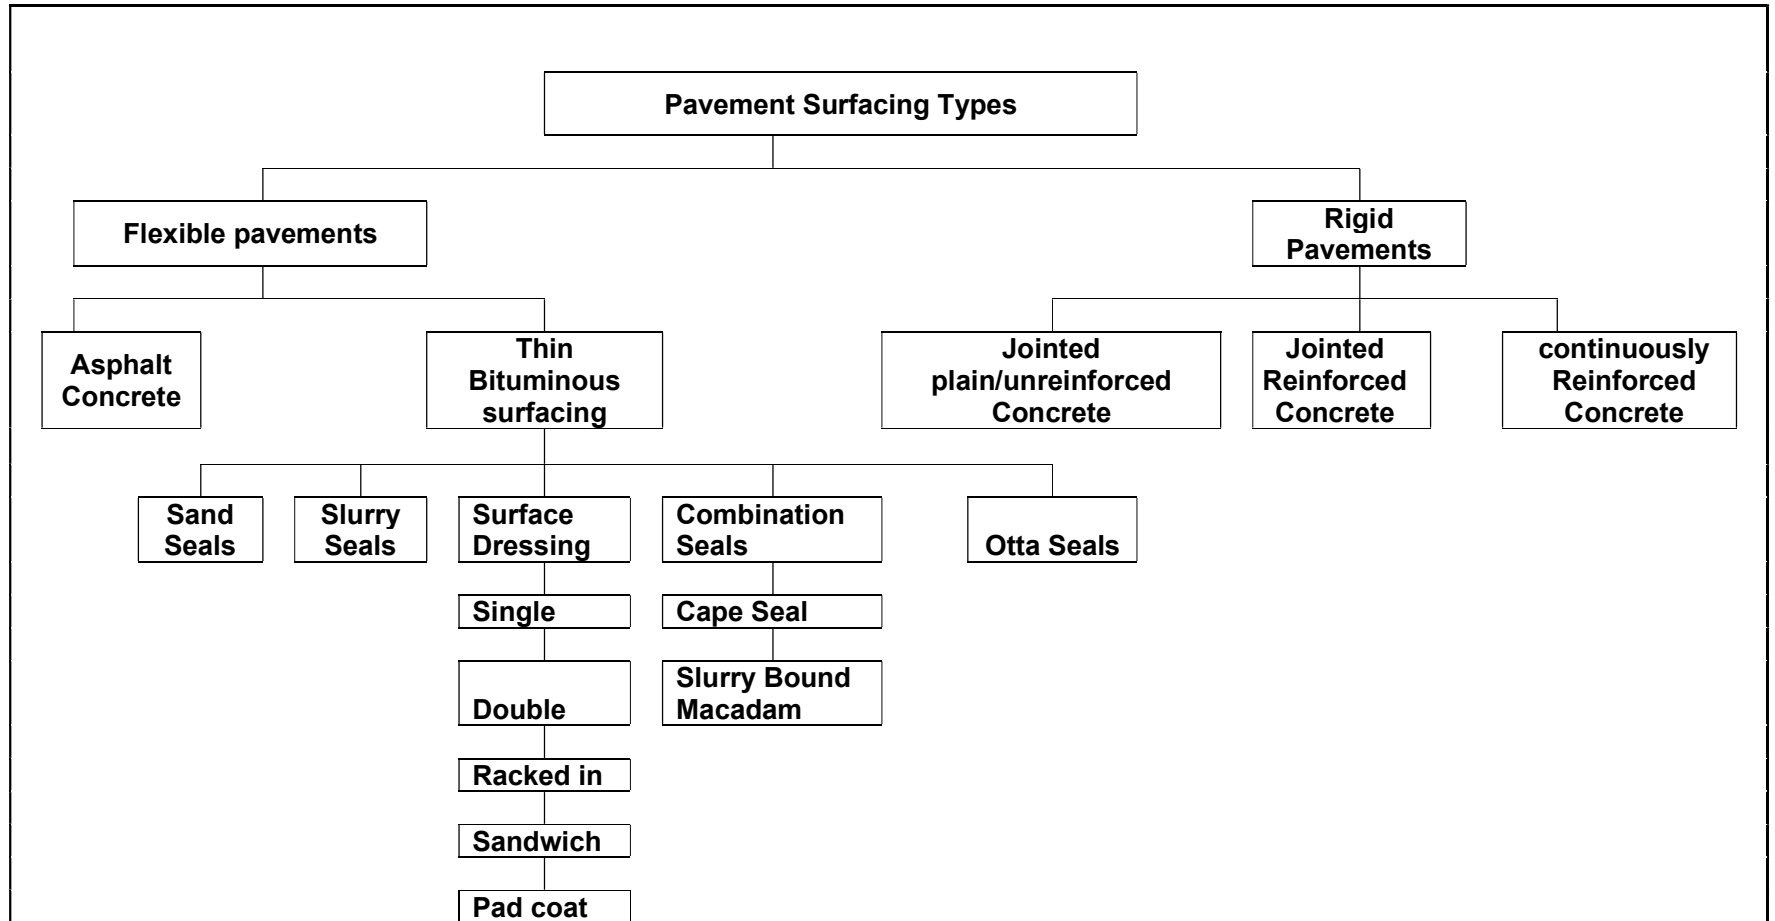 Pavement Surfacing Types
Flexible pavements
Rigid
Pavements
Asphalt
Concrete
Thin
Bituminous
surfacing
Jointed
plain/unreinforced
Concrete
Jointed
Reinforced
Concrete
continuously
Reinforced
Concrete
Sand
Seals
Slurry
Seals
Surface
Dressing
Combination
Seals
Otta Seals
Single
Cape Seal
Double
Slurry Bound
Macadam
Racked in
Sandwich
Pad coat